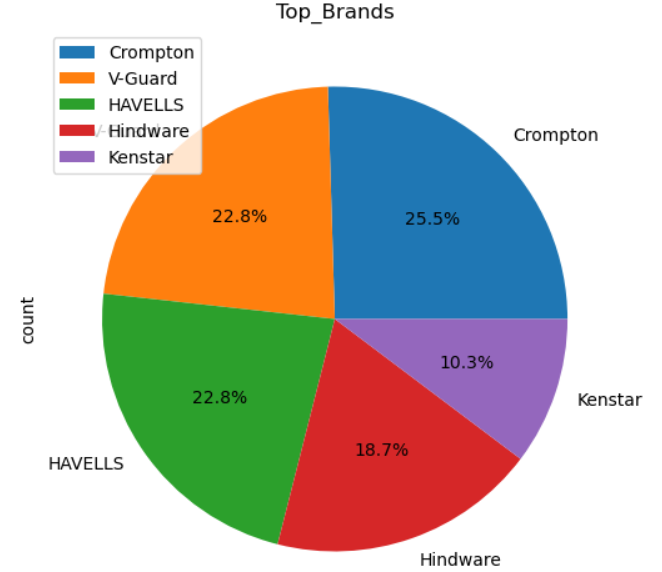 Top_Brands
Crompton
V-Guard
HAVELLS
Hindware
Kenstar
Crompton
22.8%
25.5%
count
10.3%
22.8%
Kenstar
18.7%
HAVELLS
Hindware